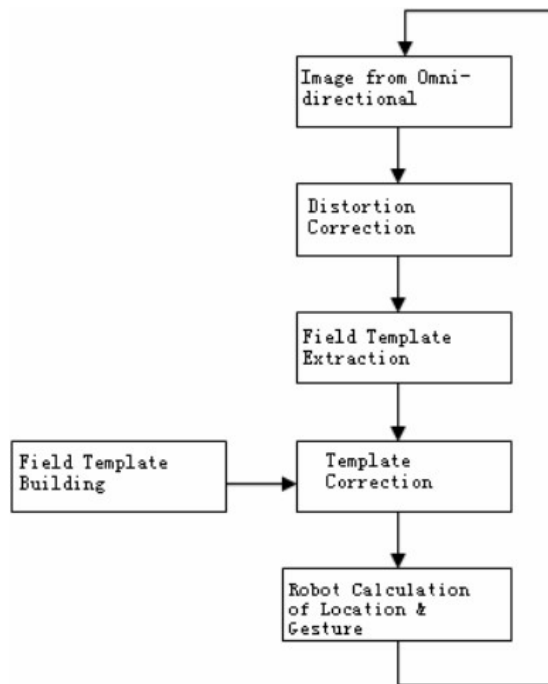 Image from Omni-
directional
Distortion
Correction
Field Template
Extraction
Field Template
Building
Template
Correction
Robot Calculation
of Location &
Gesture